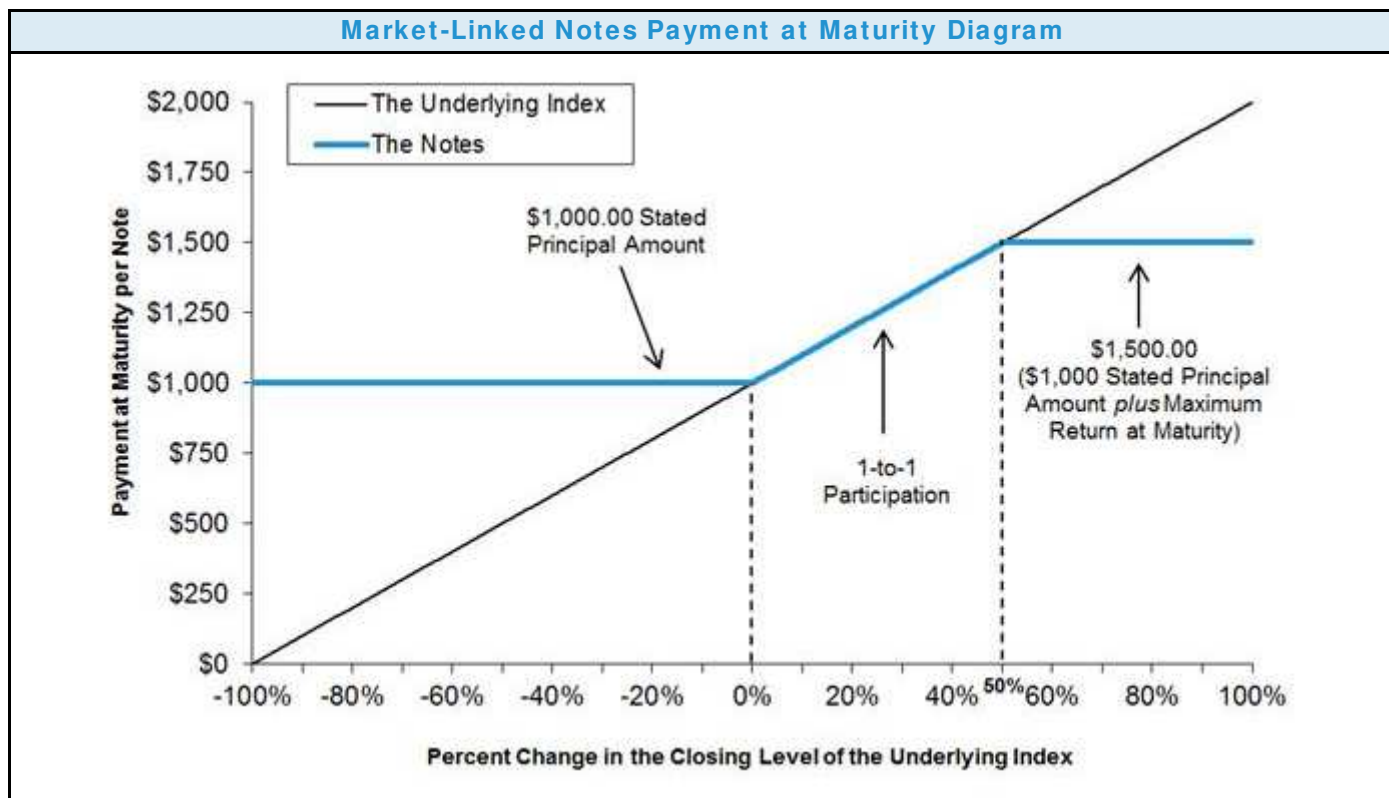 Market-Linked Notes Payment at Maturity Diagram
The Underlying Index
The Notes
Payment at Maturity per Note
$2,000
$1,750
$1,500
$1,250
$1,000
$750
$500
$250
$0
$1,000.00 Stated
Principal Amount
1-to-1
Participation
$1,500.00
($1,000 Stated Principal
Amount plus Maximum
Return at Maturity)
-100% -80% -60% -40% -20% 0% 20% 40% 50% 60% 80% 100%
Percent Change in the Closing Level of the Underlying Index